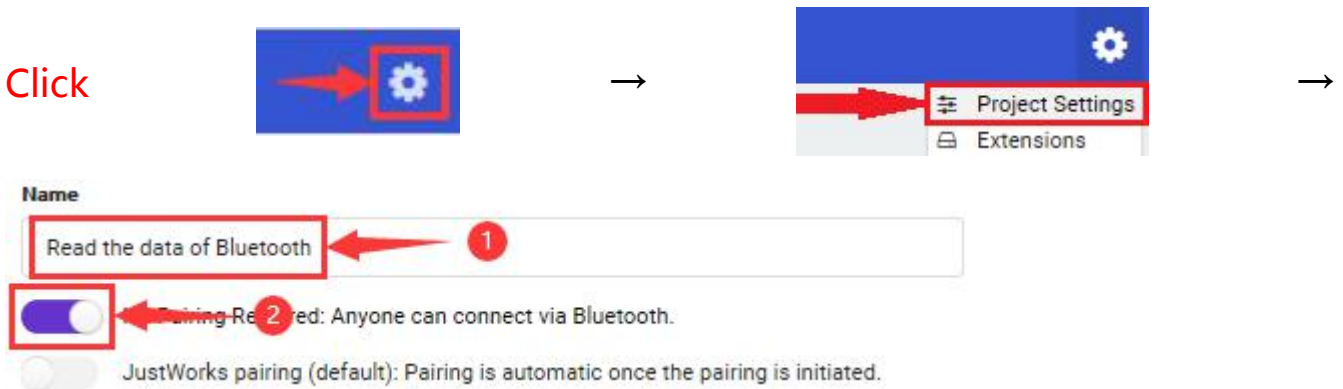 Click → Project Settings →
Extensions
Name
Read the data of Bluetooth 1
2 Pairing Re ed: Anyone can connect via Bluetooth.
JustWorks pairing (default): Pairing is automatic once the pairing is initiated.